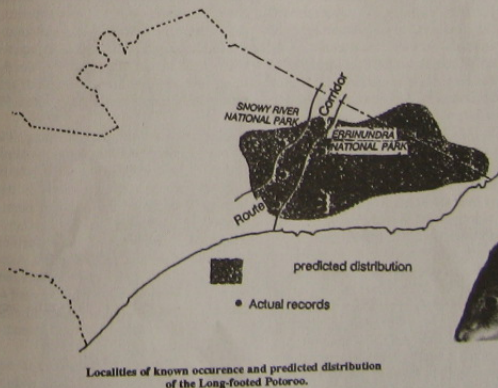 SNOWY RIVER
NATIONAL PARK
Corridor
ERRINUNDRA
NATIONAL PARK
Route
predicted distribution
Actual records
Localities of known occurence and predicted distribution
of the Long-footed Potoroo.